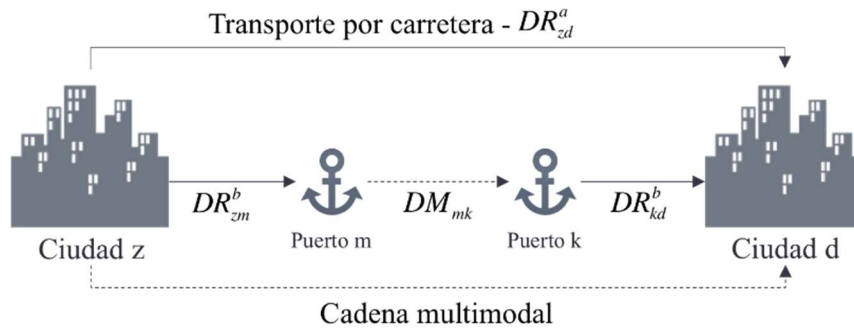 Transporte por carretera - DR^a_zd
DR^b_zm
DM_mk
DR^b_kd
Puerto m
Puerto k
Ciudad z
Ciudad d
Cadena multimodal